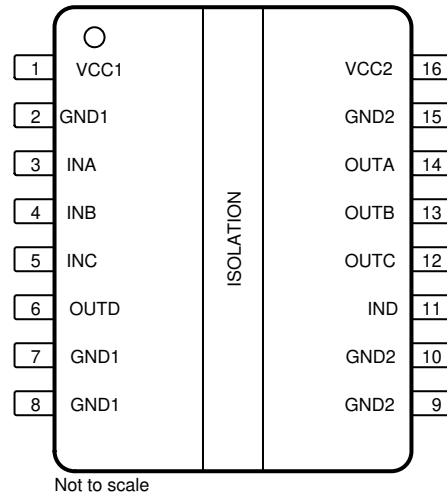 1 VCC1 VCC2 16
2 GND1 GND2 15
3 INA OUTA 14
4 INB OUTB 13
5 INC OUTC 12
6 OUTD IND 11
7 GND1 GND2 10
8 GND1 GND2 9
ISOLATION
Not to scale